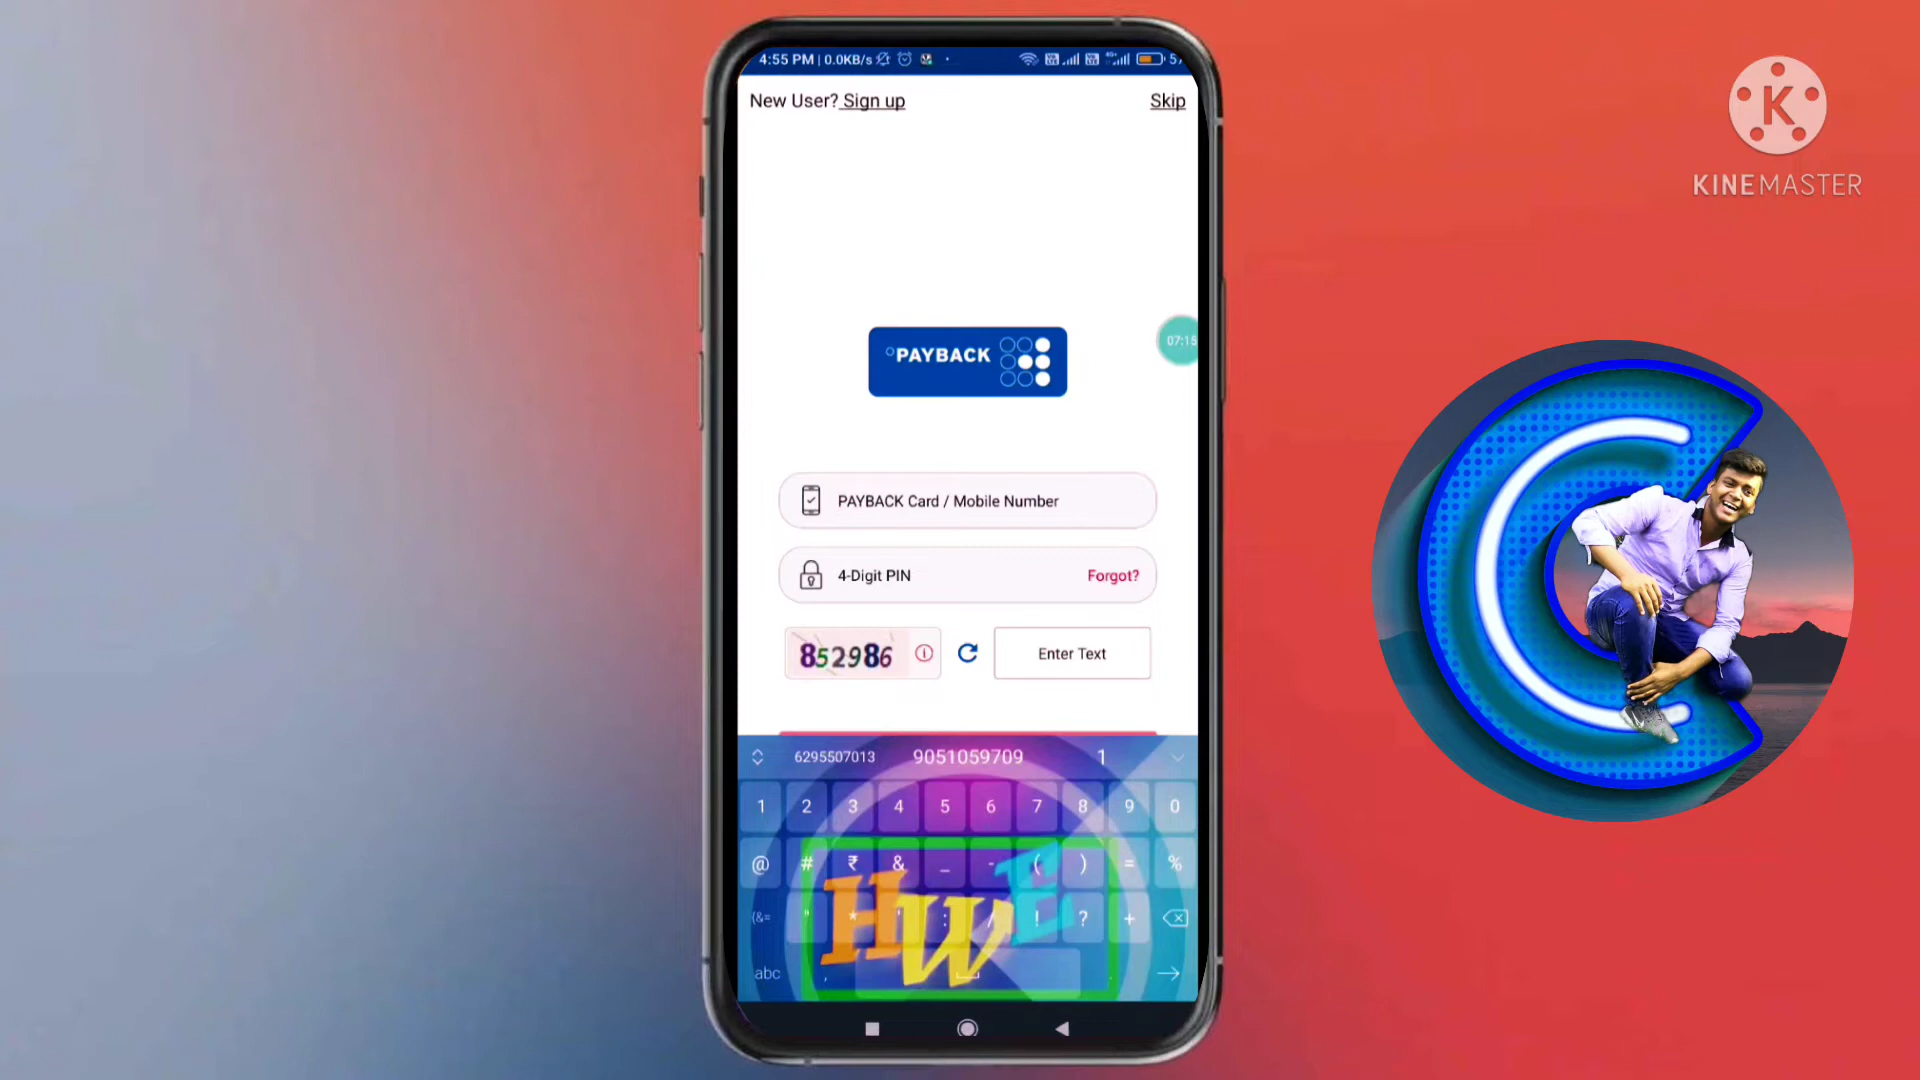 4:55 PM | 0.0KB/s
New User? Sign up
Skip
KINEMASTER
PAYBACK
07:15
PAYBACK Card / Mobile Number
4-Digit PIN
Forgot?
852986
Enter Text
6295507013 9051059709 1
1 2 3 4 5 6 7 8 9 0
@ # ₹ & _ - ( ) = %
{&= " * ' : / ! ? +
HWE
abc , .